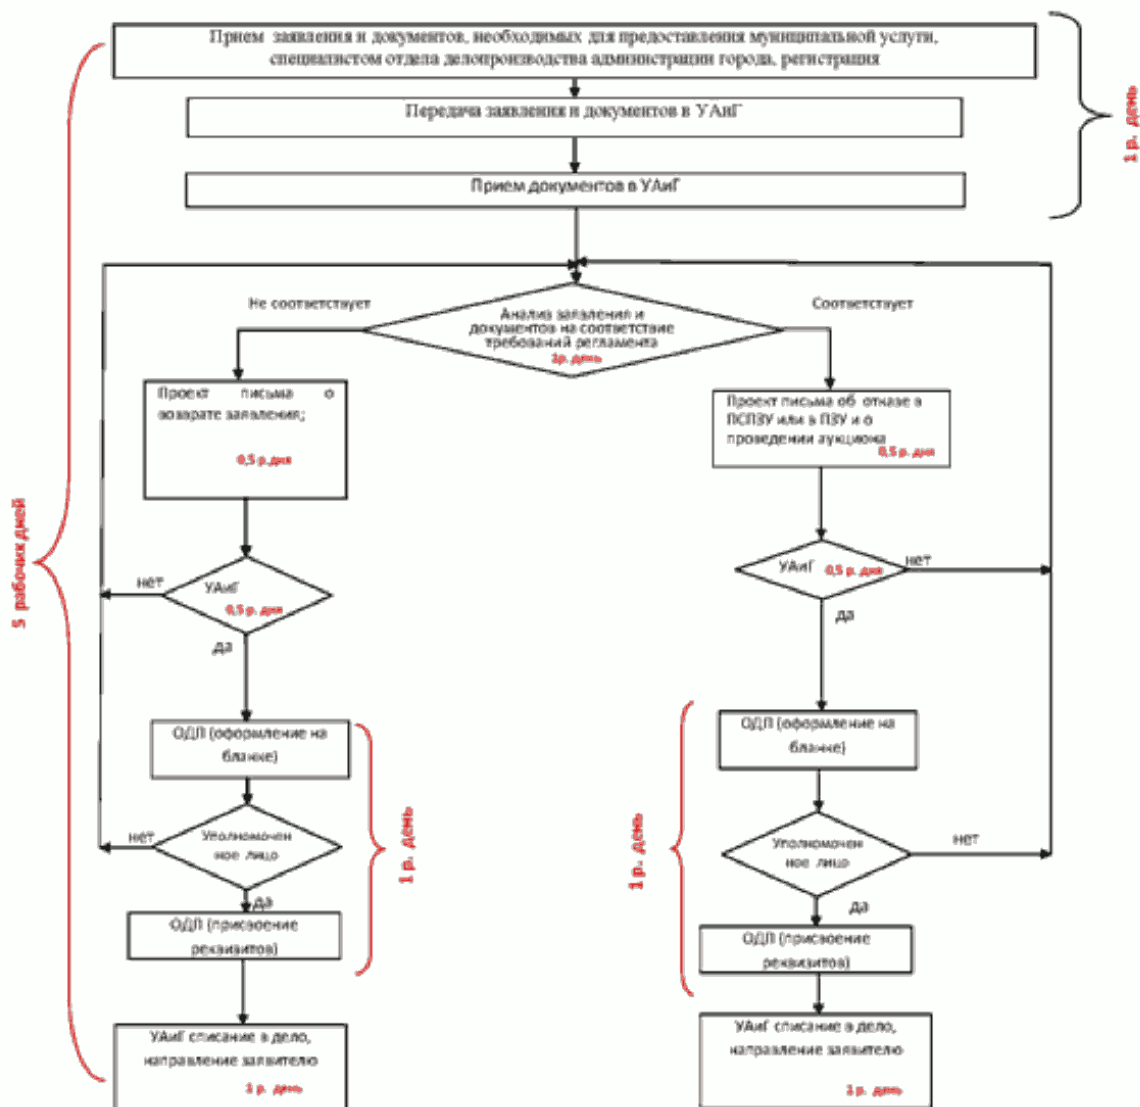 Прием заявления и документов, необходимых для предоставления муниципальной услуги,
специалистом отдела делопроизводства администрации города, регистрация
1 р. день
Передача заявления и документов в УАиГ
Прием документов в УАиГ
Не соответствует
Соответствует
Анализ заявления и
документов на соответствие
требований регламента
1р. день
Проект письма о
возврате заявления;
0,5 р.дня
Проект письма об отказе в
ПСПЗУ или в ПЗУ и о
проведении аукциона
0,5 р. дня
5 рабочих дней
нет
УАиГ
0,5 р. дня
да
УАиГ 0,5 р. дня
нет
да
ОДП (оформление на
бланке)
ОДП (оформление на
бланке)
1 р. день
1 р. день
нет
Уполномочен
ное лицо
да
Уполномочен
ное лицо
нет
да
ОДП (присвоение
реквизитов)
ОДП (присвоение
реквизитов)
УАиГ списание в дело,
направление заявителю
1 р. день
УАиГ списание в дело,
направление заявителю
1 р. день